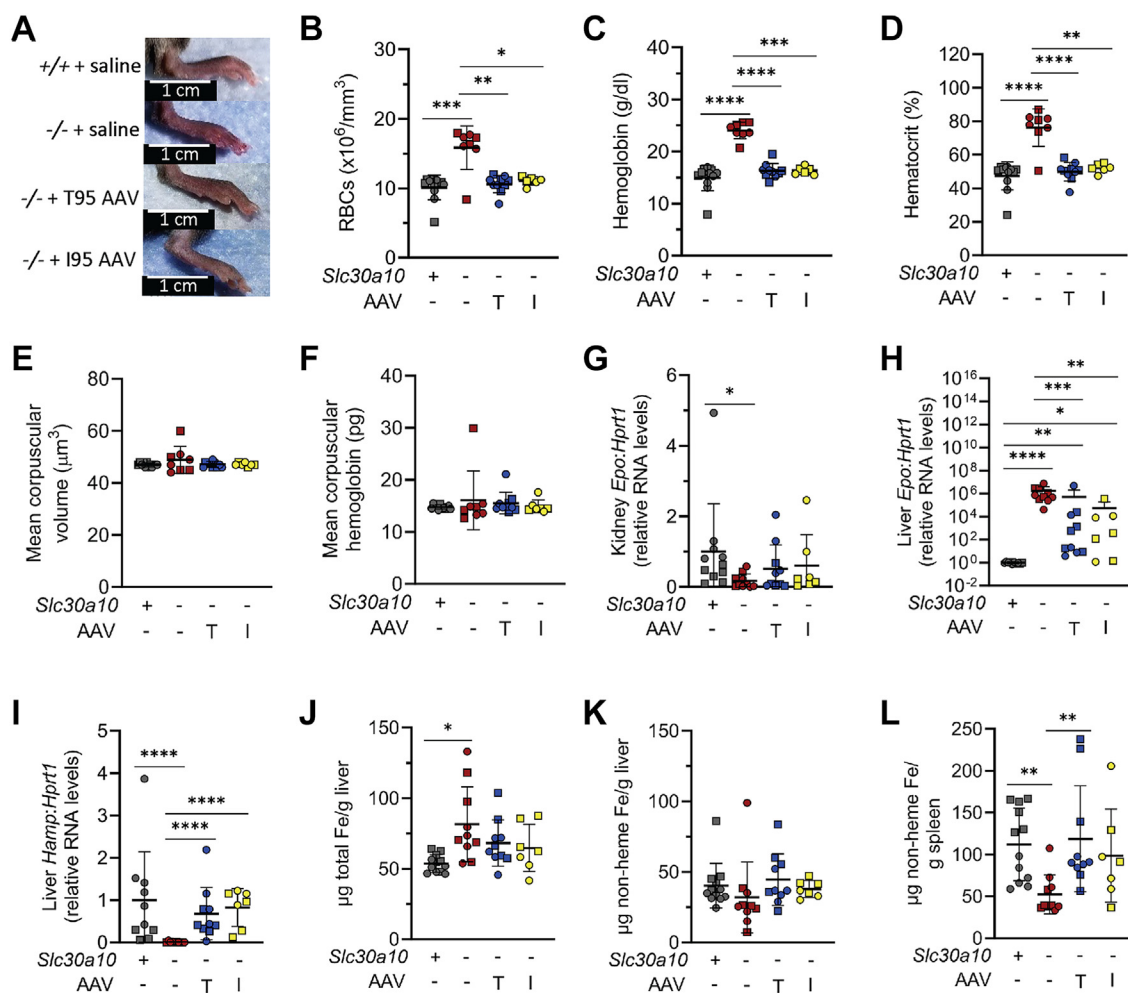 A
+/+ + saline
1 cm
-/- + saline
1 cm
-/- + T95 AAV
1 cm
-/- + I95 AAV
1 cm
B
RBCs (x10⁶/mm³)
30
20
10
0
*
**
***
Slc30a10 + - - -
AAV - - T I
C
Hemoglobin (g/dl)
40
30
20
10
0
***
****
****
Slc30a10 + - - -
AAV - - T I
D
Hematocrit (%)
120
100
80
60
40
20
0
**
****
****
Slc30a10 + - - -
AAV - - T I
E
Mean corpuscular
volume (μm³)
80
60
40
20
0
Slc30a10 + - - -
AAV - - T I
F
Mean corpuscular
hemoglobin (pg)
40
30
20
10
0
Slc30a10 + - - -
AAV - - T I
G
Kidney Epo:Hprt1
(relative RNA levels)
6
4
2
0
*
Slc30a10 + - - -
AAV - - T I
H
Liver Epo:Hprt1
(relative RNA levels)
10¹⁶
10¹⁴
10¹²
10¹⁰
10⁸
10⁶
10⁴
10²
10⁰
10⁻²
**
***
*
**
****
Slc30a10 + - - -
AAV - - T I
I
Liver Hamp:Hprt1
(relative RNA levels)
5
4
3
2
1
0
****
****
****
Slc30a10 + - - -
AAV - - T I
J
µg total Fe/g liver
150
100
50
0
*
Slc30a10 + - - -
AAV - - T I
K
µg non-heme Fe/g liver
150
100
50
0
Slc30a10 + - - -
AAV - - T I
L
µg non-heme Fe/
g spleen
250
200
150
100
50
0
**
**
Slc30a10 + - - -
AAV - - T I